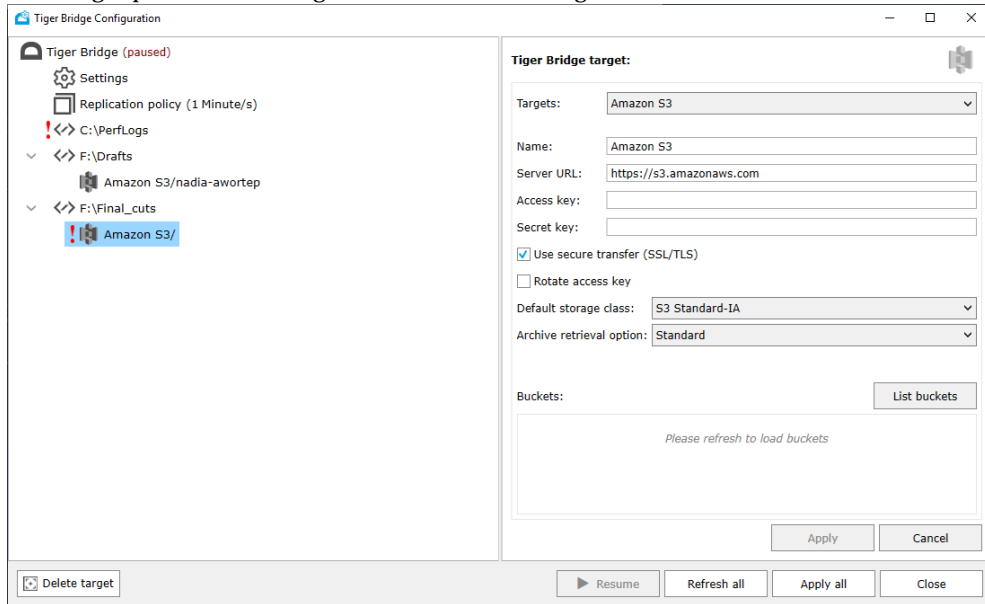 Tiger Bridge Configuration
Tiger Bridge (paused)
Settings
Replication policy (1 Minute/s)
! C:\PerfLogs
F:\Drafts
Amazon S3/nadia-awortep
F:\Final_cuts
! Amazon S3/
Tiger Bridge target:
Targets: Amazon S3
Name: Amazon S3
Server URL: https://s3.amazonaws.com
Access key:
Secret key:
Use secure transfer (SSL/TLS)
Rotate access key
Default storage class: S3 Standard-IA
Archive retrieval option: Standard
Buckets: List buckets
Please refresh to load buckets
Apply Cancel
Delete target Resume Refresh all Apply all Close